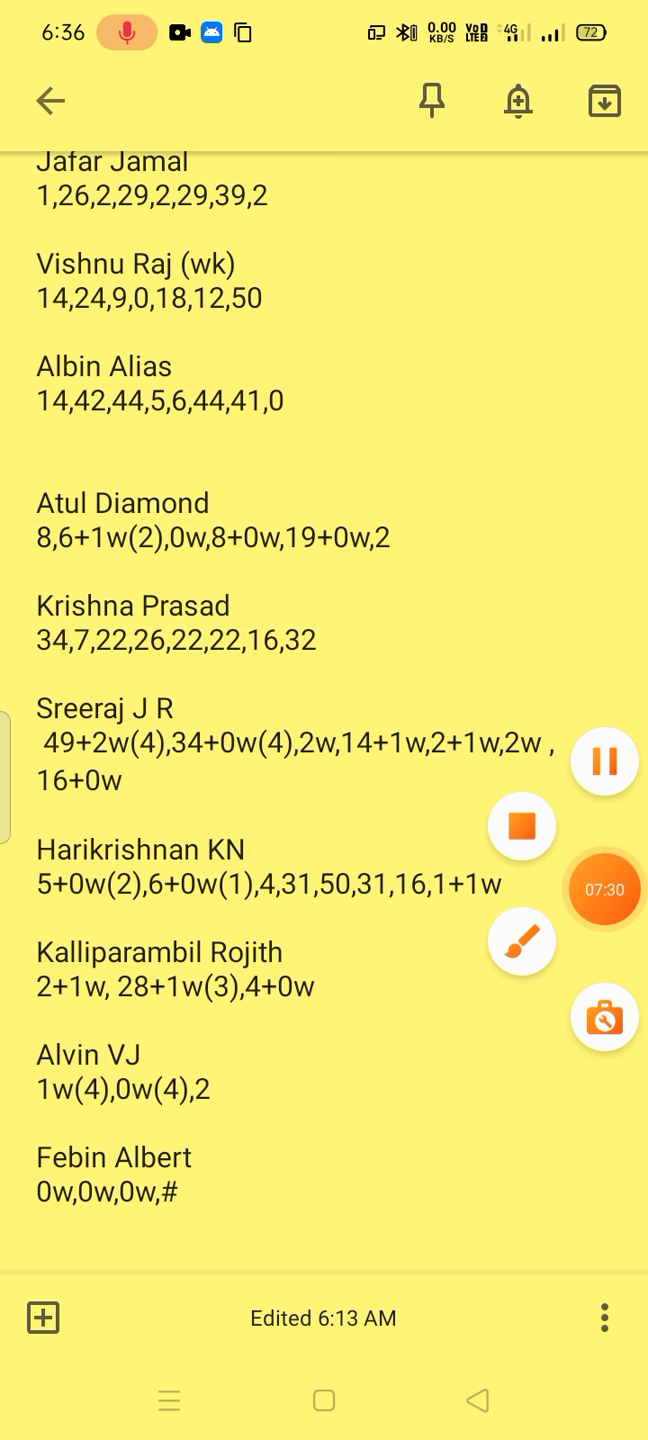 6:36
0.00
KB/S
VoD
LTE2
4G
72
Jafar Jamal
1,26,2,29,2,29,39,2
Vishnu Raj (wk)
14,24,9,0,18,12,50
Albin Alias
14,42,44,5,6,44,41,0
Atul Diamond
8,6+1w(2),0w,8+0w,19+0w,2
Krishna Prasad
34,7,22,26,22,22,16,32
Sreeraj J R
49+2w(4),34+0w(4),2w,14+1w,2+1w,2w ,
16+0w
Harikrishnan KN
5+0w(2),6+0w(1),4,31,50,31,16,1+1w
07:30
Kalliparambil Rojith
2+1w, 28+1w(3),4+0w
Alvin VJ
1w(4),0w(4),2
Febin Albert
0w,0w,0w,#
Edited 6:13 AM